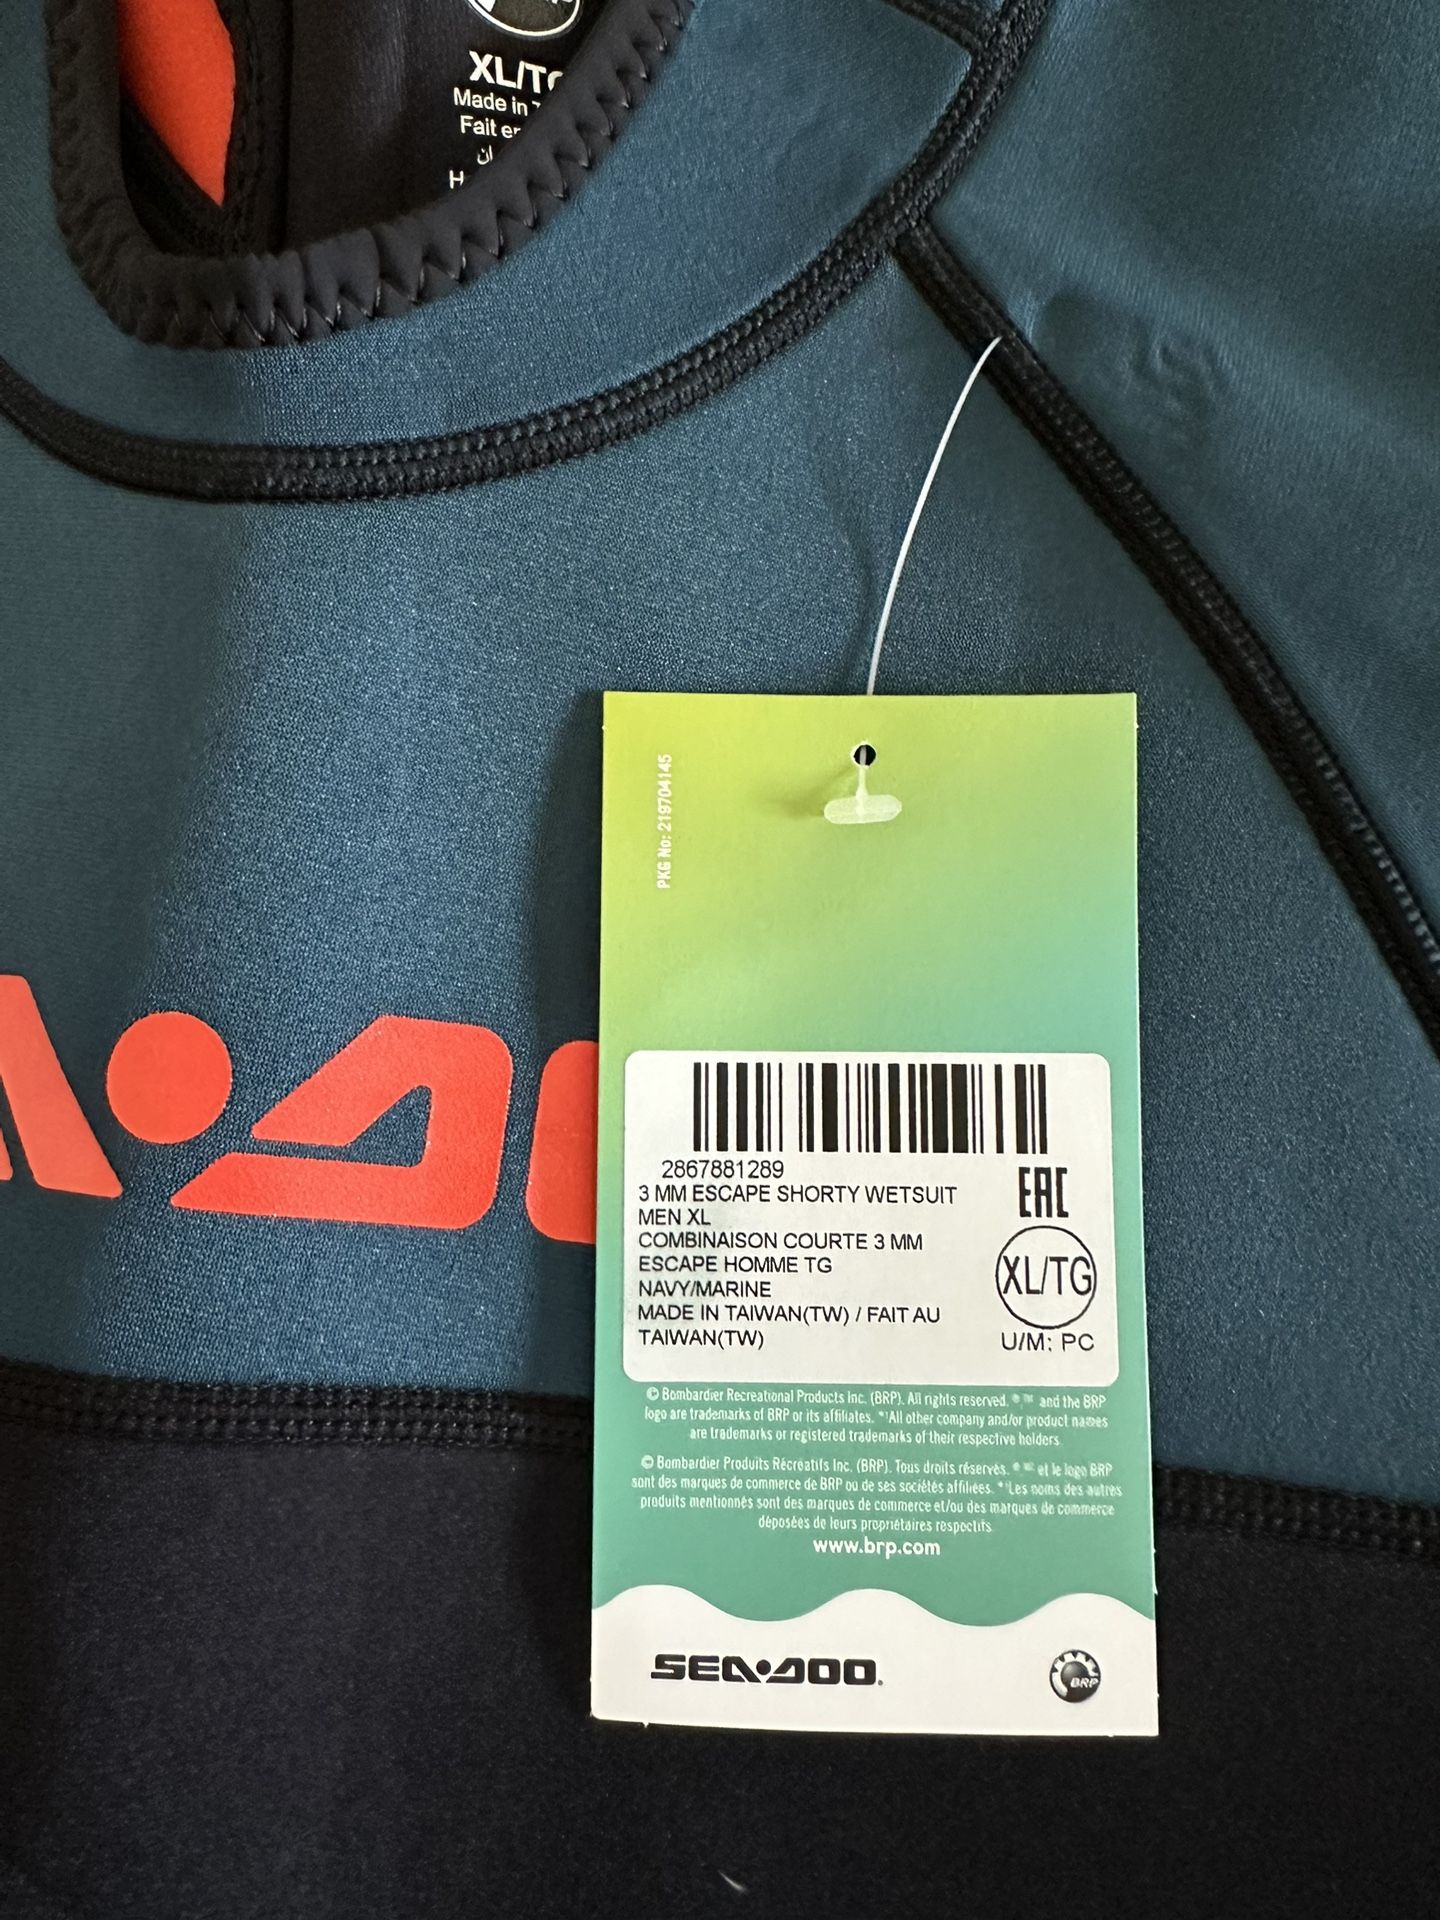 XL/TG
Made in
Fait en
ان
PKG No: 219704145
2867881289
3 MM ESCAPE SHORTY WETSUIT
MEN XL
COMBINAISON COURTE 3 MM
ESCAPE HOMME TG
NAVY/MARINE
MADE IN TAIWAN(TW) / FAIT AU
TAIWAN(TW)
EAC
XL/TG
U/M: PC
© Bombardier Recreational Products Inc. (BRP). All rights reserved. ®,™ and the BRP
logo are trademarks of BRP or its affiliates. *†All other company and/or product names
are trademarks or registered trademarks of their respective holders.
© Bombardier Produits Récréatifs Inc. (BRP). Tous droits réservés. ®, MC et le logo BRP
sont des marques de commerce de BRP ou de ses sociétés affiliées. *†Les noms des autres
produits mentionnés sont des marques de commerce et/ou des marques de commerce
déposées de leurs propriétaires respectifs.
www.brp.com
SEA•DOO.
BRP